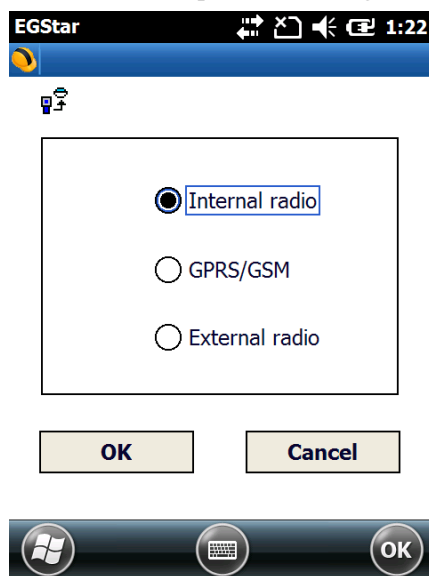 EGStar 1:22
Internal radio
GPRS/GSM
External radio
OK Cancel
OK